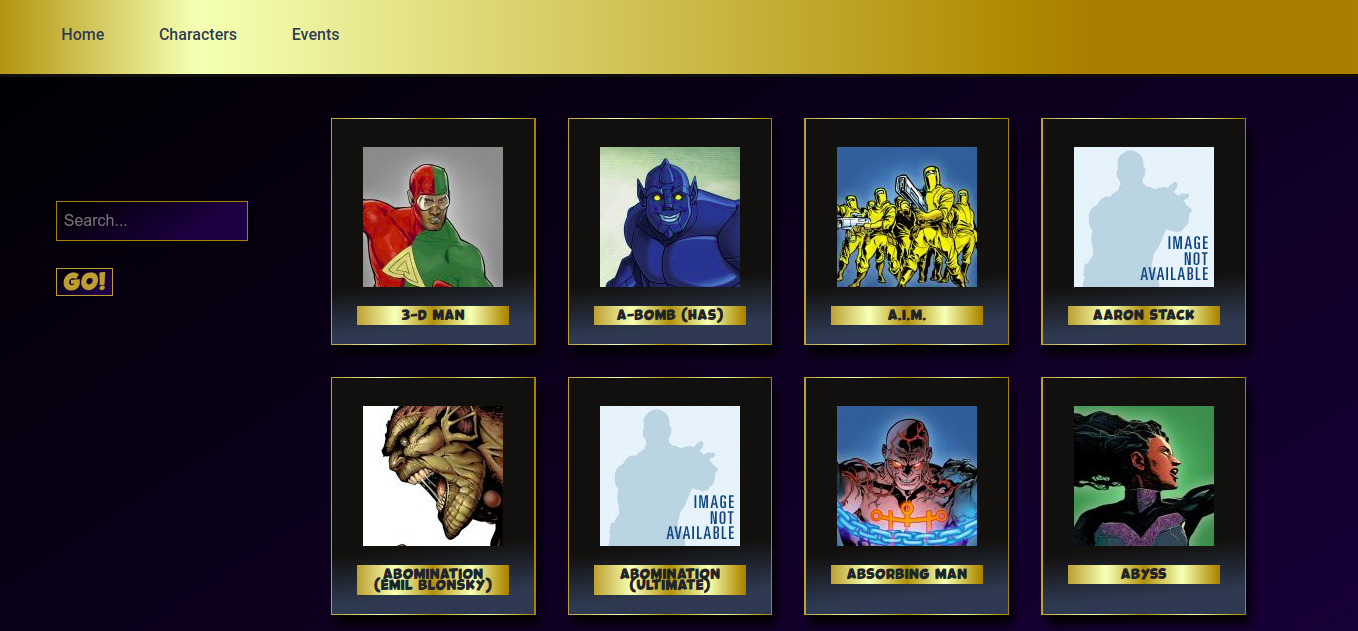 Home Characters Events
Search...
GO!
3-D MAN
A-BOMB (HAS)
A.I.M.
IMAGE
NOT
AVAILABLE
AARON STACK
ABOMINATION
(EMIL BLONSKY)
IMAGE
NOT
AVAILABLE
ABOMINATION
(ULTIMATE)
ABSORBING MAN
ABYSS